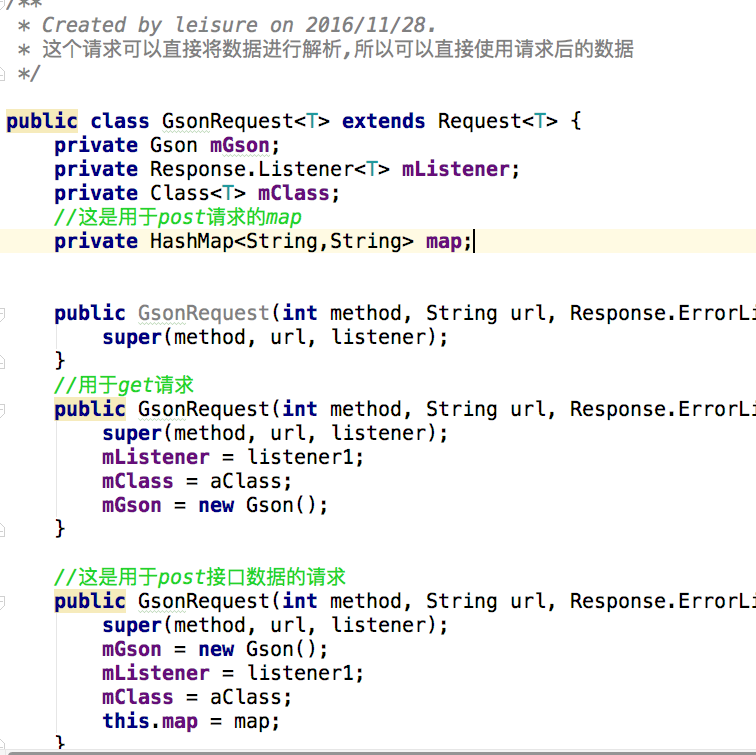 /**
 * Created by leisure on 2016/11/28.
 * 这个请求可以直接将数据进行解析,所以可以直接使用请求后的数据
 */
public class GsonRequest<T> extends Request<T> {
    private Gson mGson;
    private Response.Listener<T> mListener;
    private Class<T> mClass;
    //这是用于post请求的map
    private HashMap<String,String> map;
    public GsonRequest(int method, String url, Response.ErrorLi
        super(method, url, listener);
    }
    //用于get请求
    public GsonRequest(int method, String url, Response.ErrorLi
        super(method, url, listener);
        mListener = listener1;
        mClass = aClass;
        mGson = new Gson();
    }
    //这是用于post接口数据的请求
    public GsonRequest(int method, String url, Response.ErrorLi
        super(method, url, listener);
        mGson = new Gson();
        mListener = listener1;
        mClass = aClass;
        this.map = map;
    }